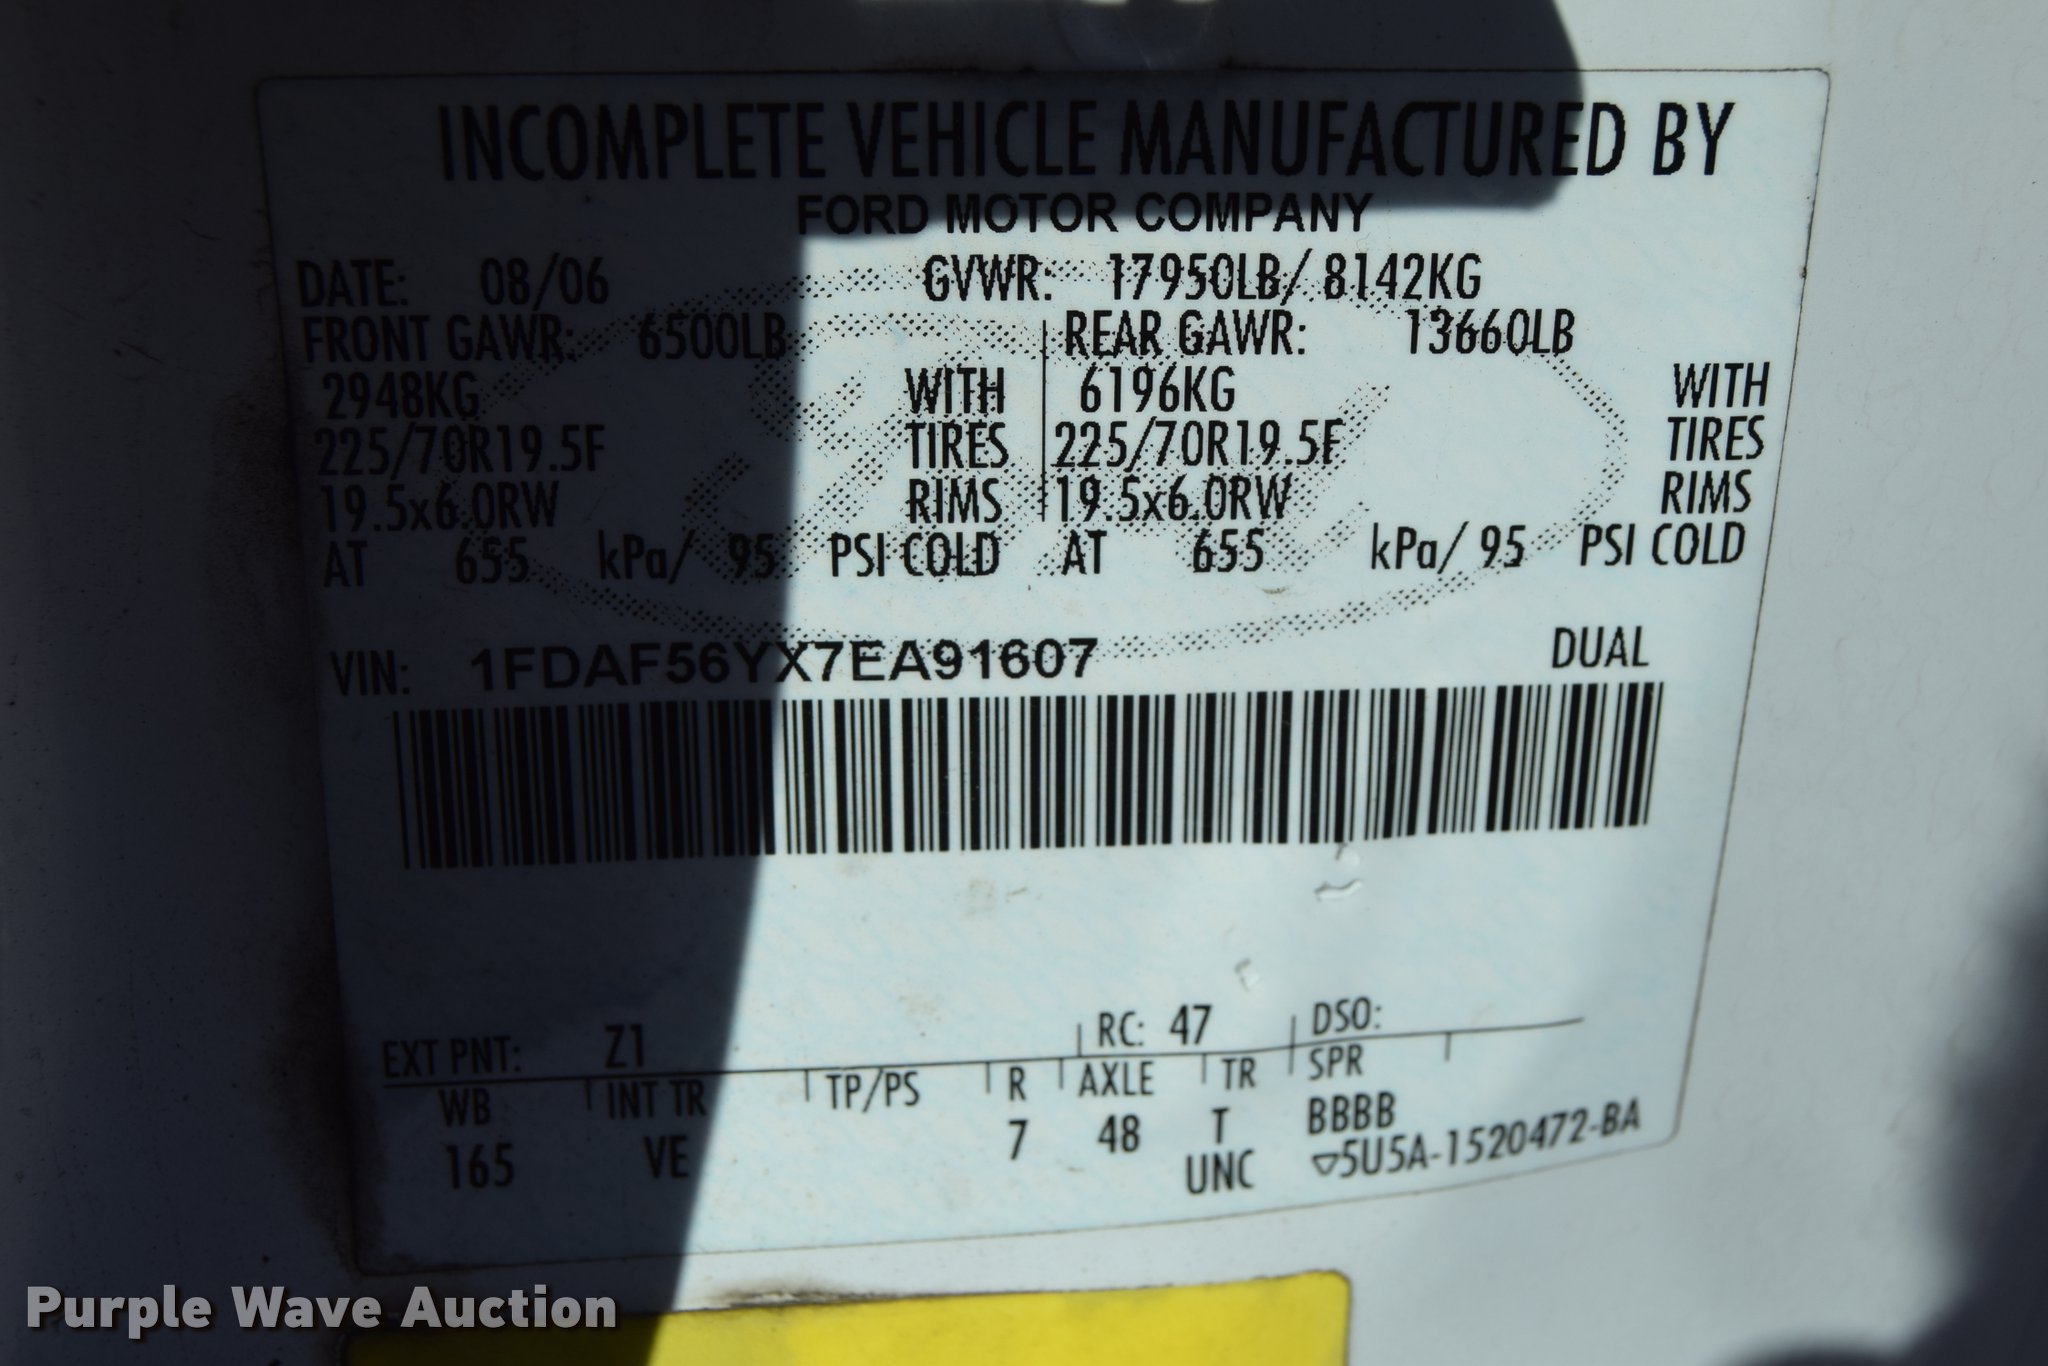 INCOMPLETE VEHICLE MANUFACTURED BY
FORD MOTOR COMPANY
DATE: 08/06 GVWR: 17950LB/ 8142KG
FRONT GAWR: 6500LB REAR GAWR: 13660LB
2948KG WITH 6196KG WITH
225/70R19.5F TIRES 225/70R19.5F TIRES
19.5x6.0RW RIMS 19.5x6.0RW RIMS
AT 655 kPa/ 95 PSI COLD AT 655 kPa/ 95 PSI COLD
VIN: 1FDAF56YX7EA91607 DUAL
EXT PNT: Z1 RC: 47 DSO:
WB INT TR TP/PS R AXLE TR SPR
165 VE 7 48 T BBBB
UNC ▽5U5A-1520472-BA
Purple Wave Auction